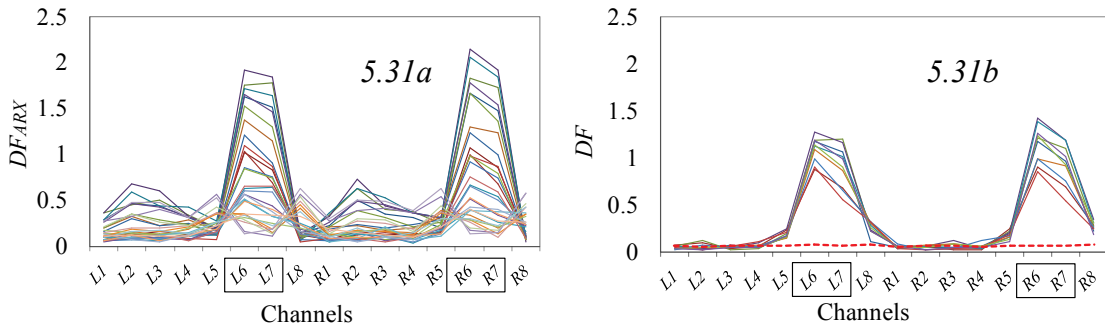 2.5
2
1.5
1
0.5
0
DFARX
5.31a
L1 L2 L3 L4 L5 L6 L7 L8 R1 R2 R3 R4 R5 R6 R7 R8
Channels
2.5
2
1.5
1
0.5
0
DF
5.31b
L1 L2 L3 L4 L5 L6 L7 L8 R1 R2 R3 R4 R5 R6 R7 R8
Channels